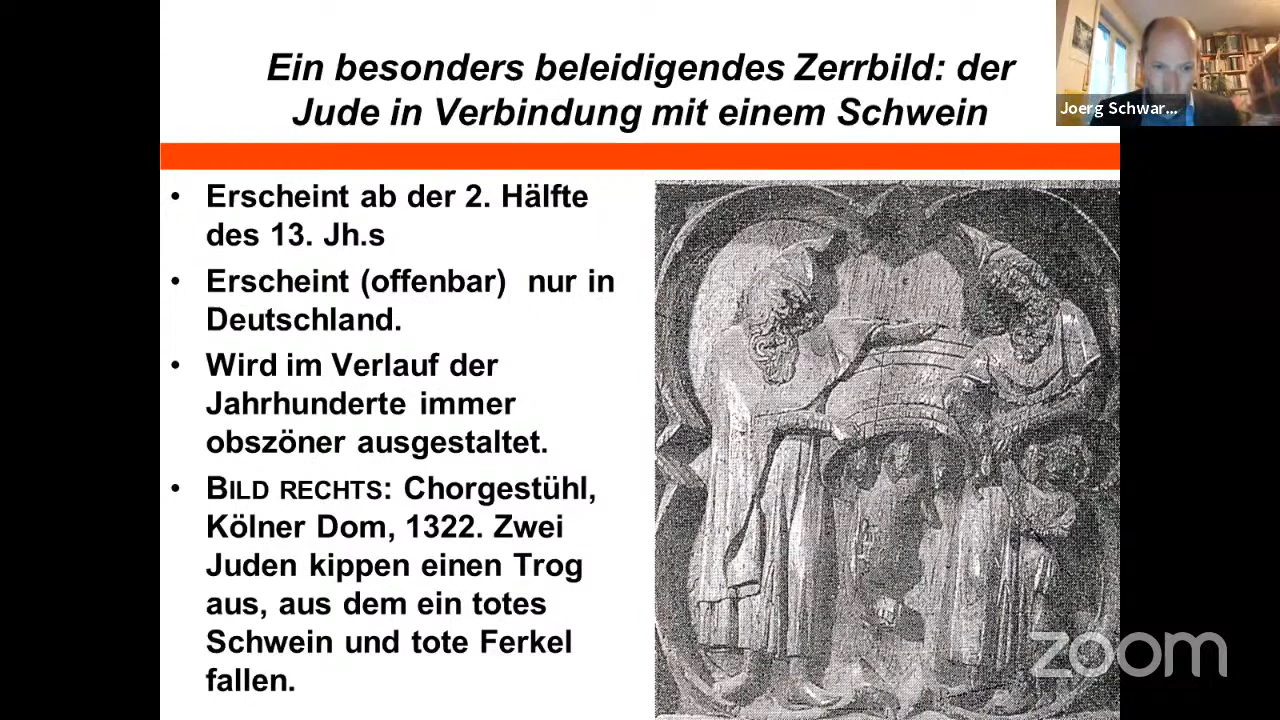 Ein besonders beleidigendes Zerrbild: der
Jude in Verbindung mit einem Schwein
Joerg Schwar...
• Erscheint ab der 2. Hälfte
des 13. Jh.s
• Erscheint (offenbar) nur in
Deutschland.
• Wird im Verlauf der
Jahrhunderte immer
obszöner ausgestaltet.
• BILD RECHTS: Chorgestühl,
Kölner Dom, 1322. Zwei
Juden kippen einen Trog
aus, aus dem ein totes
Schwein und tote Ferkel
fallen.
zoom